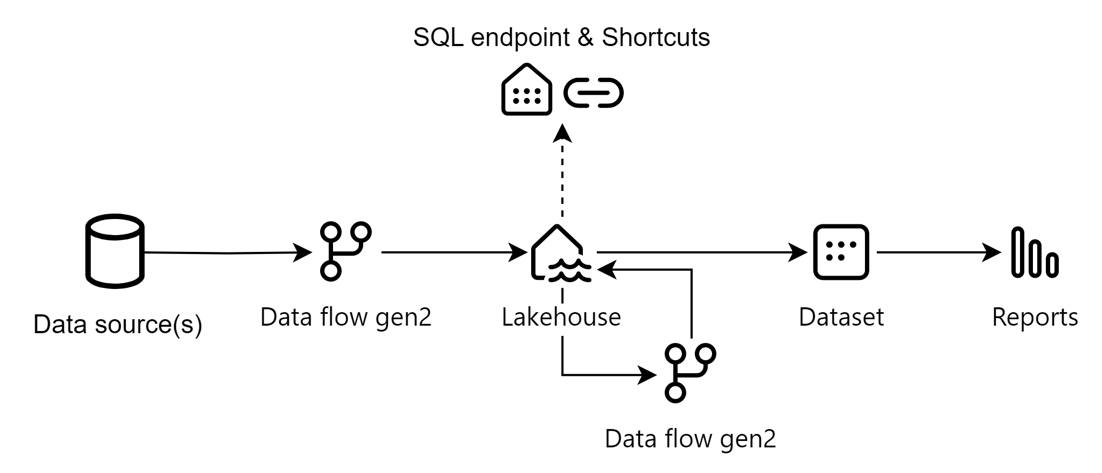 SQL endpoint & Shortcuts
Data source(s)
Data flow gen2
Lakehouse
Dataset
Reports
Data flow gen2